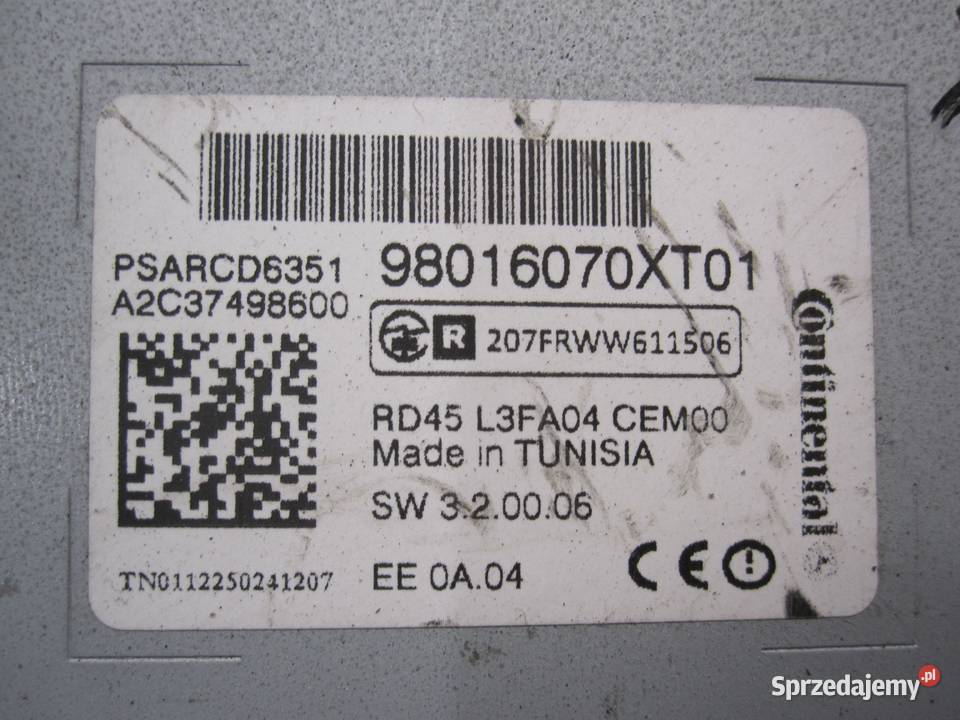 PSARCD6351
A2C37498600
98016070XT01
R 207FRWW611506
RD45 L3FA04 CEM00
Made in TUNISIA
SW 3.2.00.06
EE 0A.04
CE
TN0112250241207
Continental
Sprzedajemy.pl